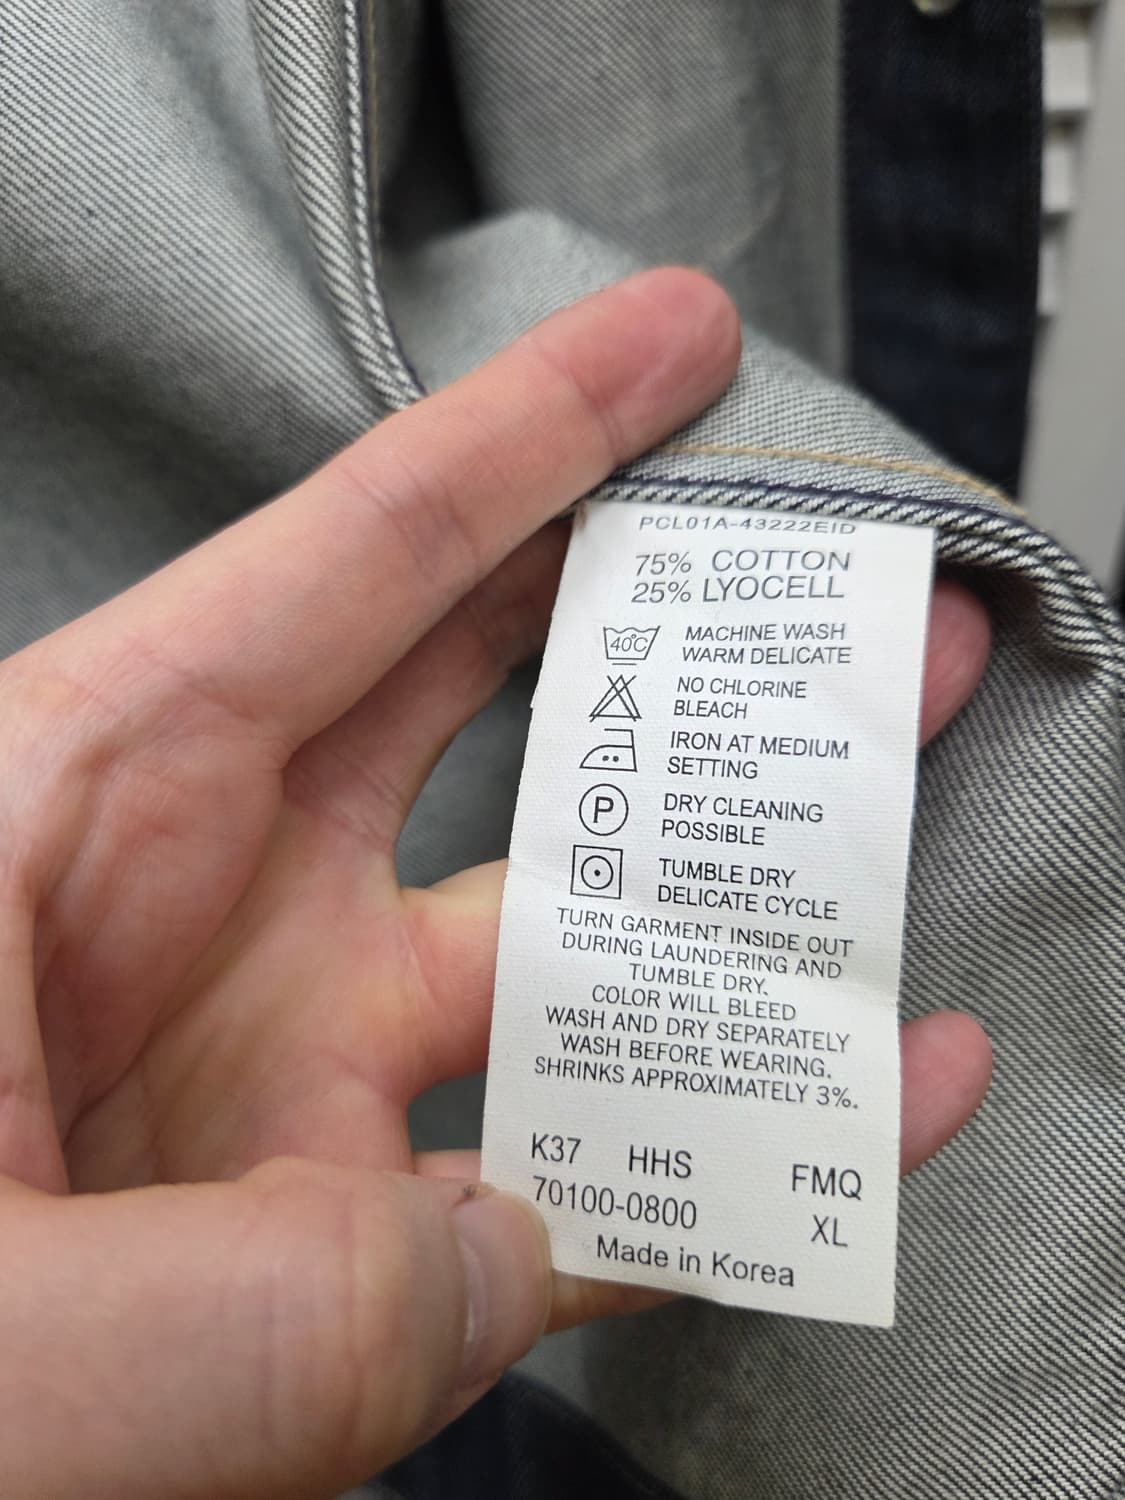 PCL01A-43222EID
75% COTTON
25% LYOCELL
40°C MACHINE WASH
WARM DELICATE
NO CHLORINE
BLEACH
IRON AT MEDIUM
SETTING
P DRY CLEANING
POSSIBLE
TUMBLE DRY
DELICATE CYCLE
TURN GARMENT INSIDE OUT
DURING LAUNDERING AND
TUMBLE DRY.
COLOR WILL BLEED
WASH AND DRY SEPARATELY
WASH BEFORE WEARING.
SHRINKS APPROXIMATELY 3%.
K37 HHS FMQ
70100-0800 XL
Made in Korea